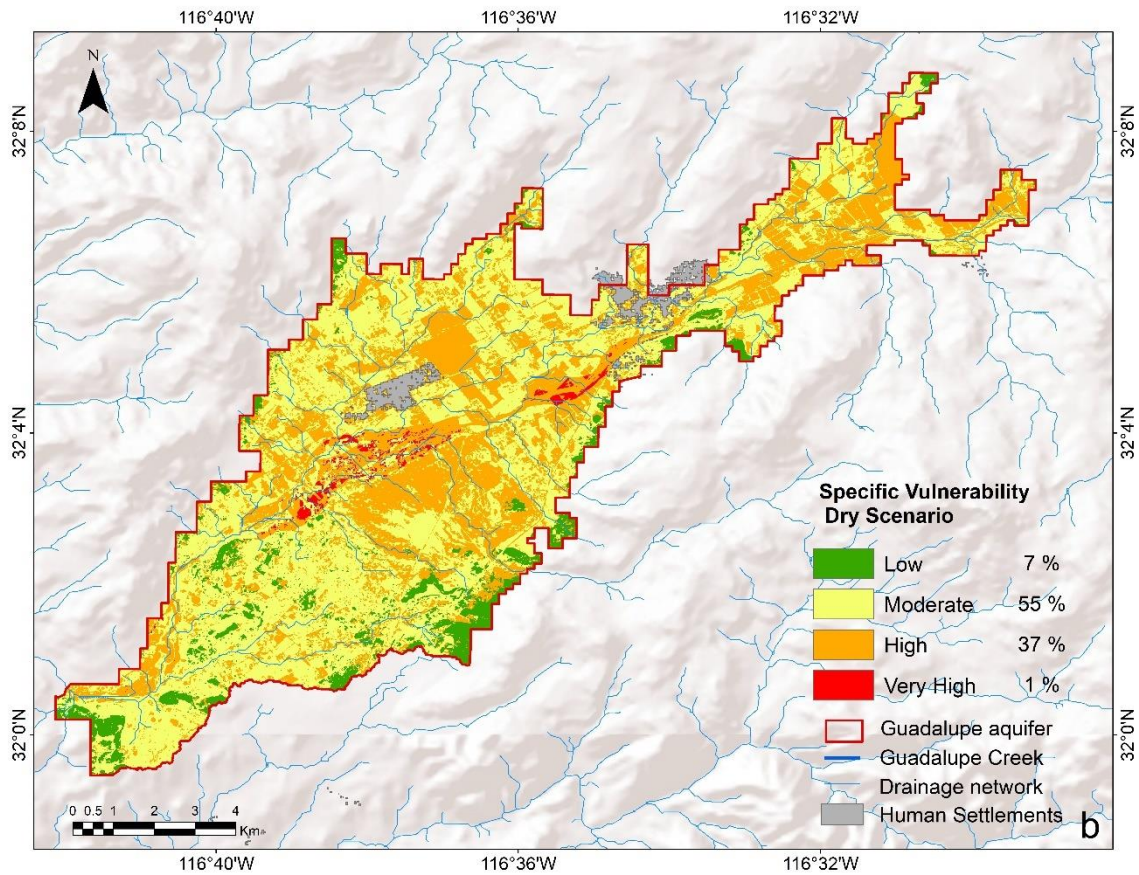 116°40'W 116°36'W 116°32'W
N
32°8'N 32°8'N
32°4'N 32°4'N
Specific Vulnerability
Dry Scenario
Low 7 %
Moderate 55 %
High 37 %
Very High 1 %
Guadalupe aquifer
32°0'N 32°0'N
Guadalupe Creek
Drainage network
0 0.5 1 2 3 4
Human Settlements
Km
b
116°40'W 116°36'W 116°32'W